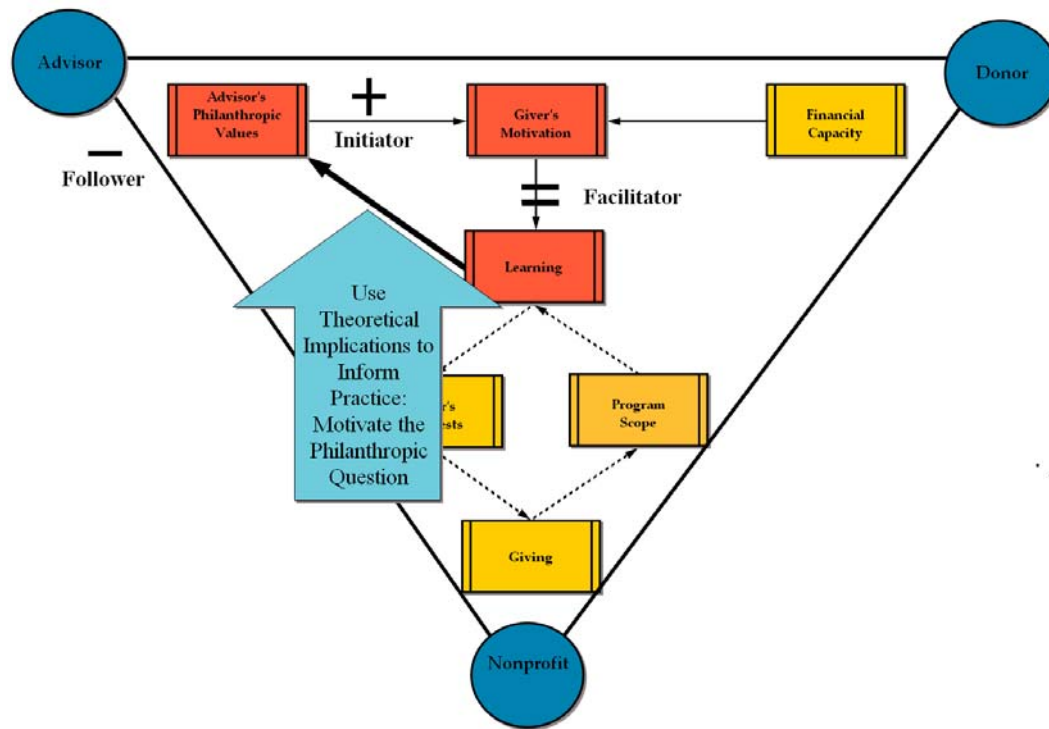 Advisor
Donor
Advisor's
Philanthropic
Values
+
Initiator
Giver's
Motivation
Financial
Capacity
−
Follower
=
Facilitator
Learning
Use
Theoretical
Implications to
Inform
Practice:
Motivate the
Philanthropic
Question
Program
Scope
Giving
Nonprofit